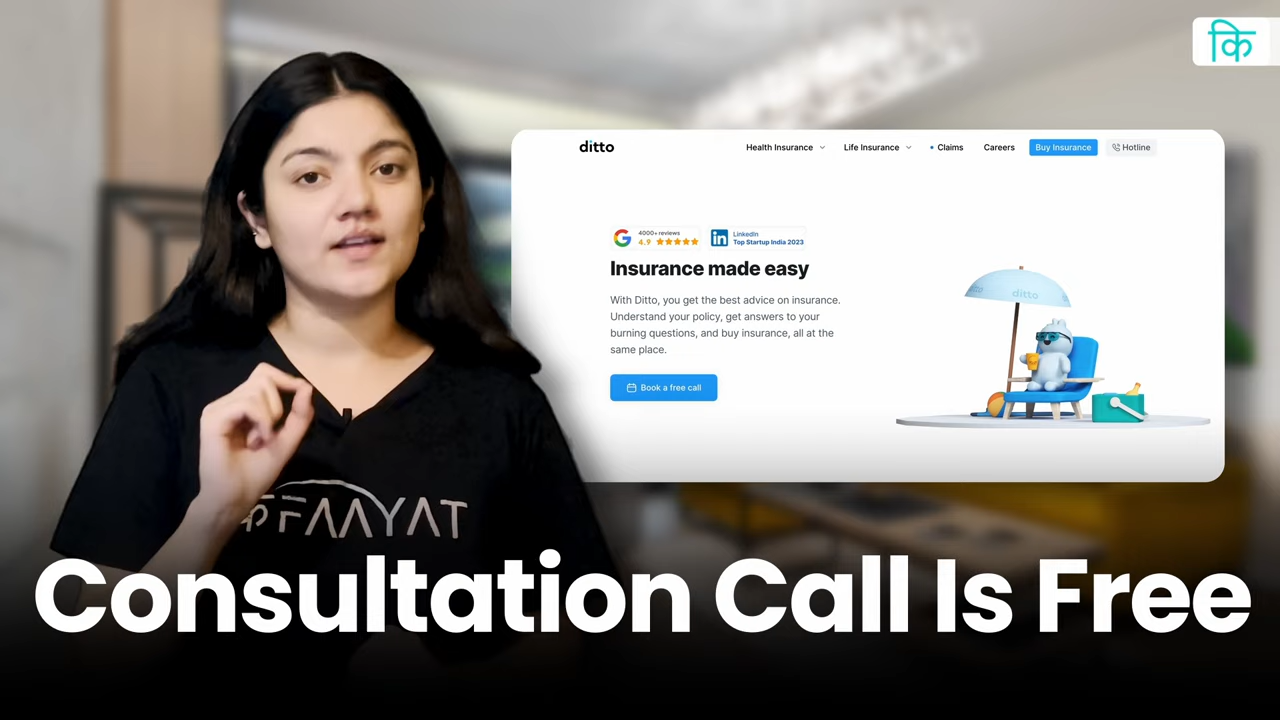 कि
ditto
Health Insurance
Life Insurance
Claims
Careers
Buy Insurance
Hotline
4000+ reviews
4.9
in
LinkedIn
Top Startup India 2023
Insurance made easy
With Ditto, you get the best advice on insurance.
Understand your policy, get answers to your
burning questions, and buy insurance, all at the
same place.
Book a free call
ditto
किFAAYAT
Consultation Call Is Free